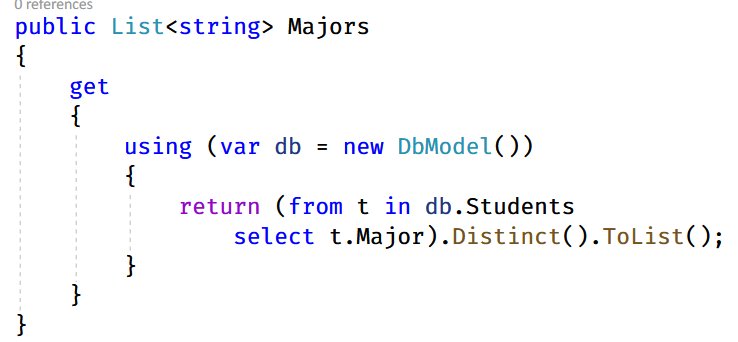 0 references
public List<string> Majors
{
    get
    {
        using (var db = new DbModel())
        {
            return (from t in db.Students
                select t.Major).Distinct().ToList();
        }
    }
}